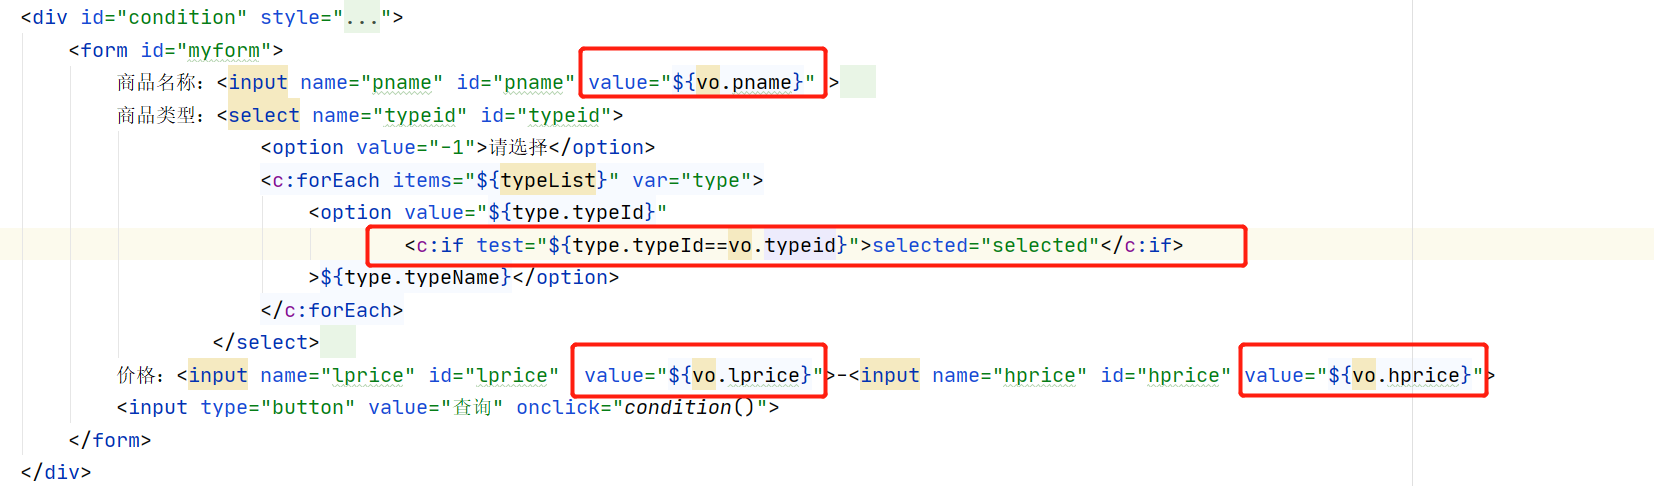 <div id="condition" style="...">
<form id="myform">
商品名称：<input name="pname" id="pname" value="${vo.pname}" >
商品类型：<select name="typeid" id="typeid">
<option value="-1">请选择</option>
<c:forEach items="${typeList}" var="type">
<option value="${type.typeId}"
<c:if test="${type.typeId==vo.typeid}">selected="selected"</c:if>
>${type.typeName}</option>
</c:forEach>
</select>
价格：<input name="lprice" id="lprice" value="${vo.lprice}">-<input name="hprice" id="hprice" value="${vo.hprice}">
<input type="button" value="查询" onclick="condition()">
</form>
</div>